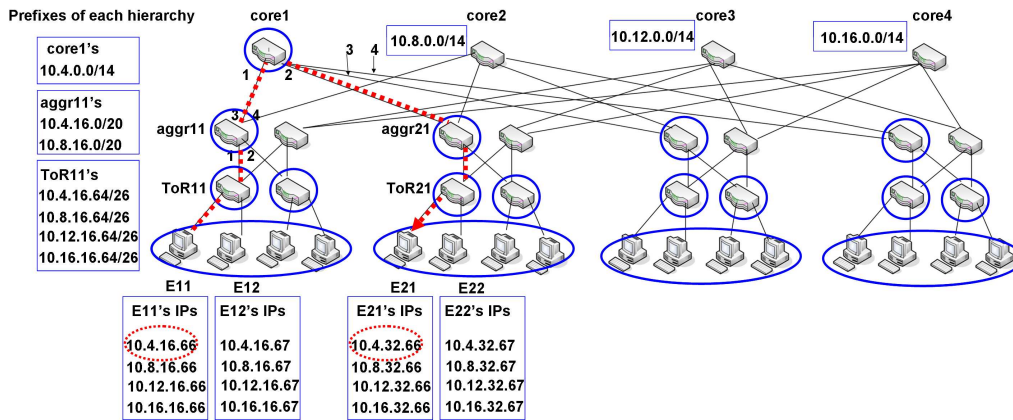 Prefixes of each hierarchy
core1
core2
core3
core4
core1's
10.4.0.0/14
10.8.0.0/14
10.12.0.0/14
10.16.0.0/14
3
4
1
2
aggr11's
10.4.16.0/20
10.8.16.0/20
aggr11
3
4
aggr21
1
2
ToR11's
10.4.16.64/26
10.8.16.64/26
10.12.16.64/26
10.16.16.64/26
ToR11
ToR21
E11
E12
E21
E22
E11's IPs
10.4.16.66
10.8.16.66
10.12.16.66
10.16.16.66
E12's IPs
10.4.16.67
10.8.16.67
10.12.16.67
10.16.16.67
E21's IPs
10.4.32.66
10.8.32.66
10.12.32.66
10.16.32.66
E22's IPs
10.4.32.67
10.8.32.67
10.12.32.67
10.16.32.67